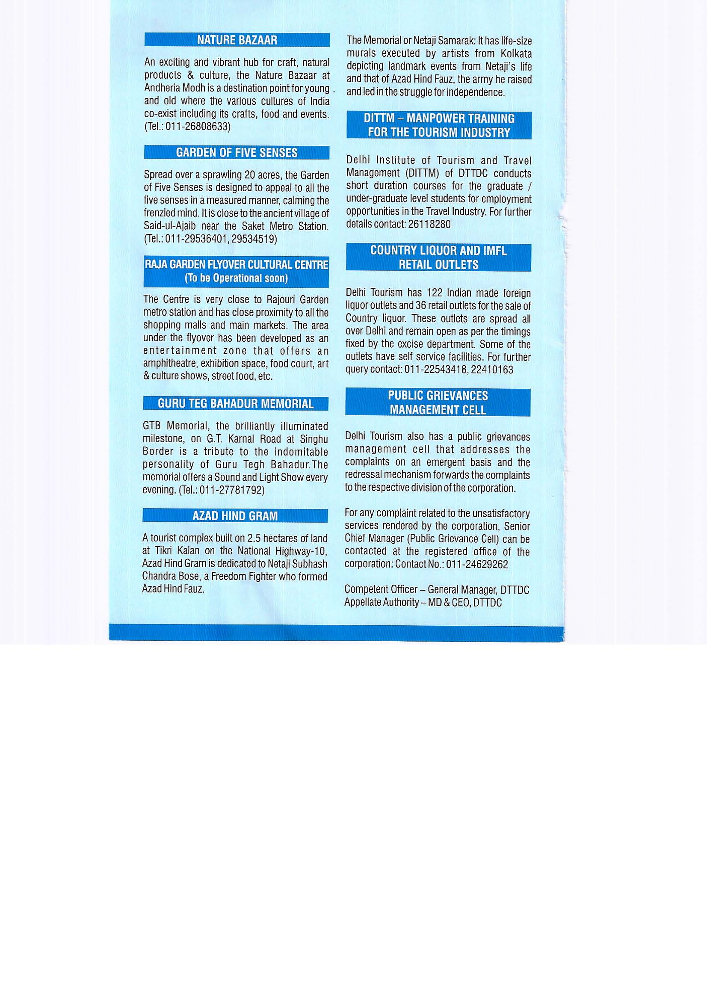 NATURE BAZAAR
An exciting and vibrant hub for craft, natural
products & culture, the Nature Bazaar at
Andheria Modh is a destination point for young
and old where the various cultures of India
co-exist including its crafts, food and events.
(Tel.: 011-26808633)
GARDEN OF FIVE SENSES
Spread over a sprawling 20 acres, the Garden
of Five Senses is designed to appeal to all the
five senses in a measured manner, calming the
frenzied mind. It is close to the ancient village of
Said-ul-Ajaib near the Saket Metro Station.
(Tel.: 011-29536401, 29534519)
RAJA GARDEN FLYOVER CULTURAL CENTRE
(To be Operational soon)
The Centre is very close to Rajouri Garden
metro station and has close proximity to all the
shopping malls and main markets. The area
under the flyover has been developed as an
entertainment zone that offers an
amphitheatre, exhibition space, food court, art
& culture shows, street food, etc.
GURU TEG BAHADUR MEMORIAL
GTB Memorial, the brilliantly illuminated
milestone, on G.T. Karnal Road at Singhu
Border is a tribute to the indomitable
personality of Guru Tegh Bahadur.The
memorial offers a Sound and Light Show every
evening. (Tel.: 011-27781792)
AZAD HIND GRAM
A tourist complex built on 2.5 hectares of land
at Tikri Kalan on the National Highway-10,
Azad Hind Gram is dedicated to Netaji Subhash
Chandra Bose, a Freedom Fighter who formed
Azad Hind Fauz.
The Memorial or Netaji Samarak: It has life-size
murals executed by artists from Kolkata
depicting landmark events from Netaji's life
and that of Azad Hind Fauz, the army he raised
and led in the struggle for independence.
DITTM – MANPOWER TRAINING
FOR THE TOURISM INDUSTRY
Delhi Institute of Tourism and Travel
Management (DITTM) of DTTDC conducts
short duration courses for the graduate /
under-graduate level students for employment
opportunities in the Travel Industry. For further
details contact: 26118280
COUNTRY LIQUOR AND IMFL
RETAIL OUTLETS
Delhi Tourism has 122 Indian made foreign
liquor outlets and 36 retail outlets for the sale of
Country liquor. These outlets are spread all
over Delhi and remain open as per the timings
fixed by the excise department. Some of the
outlets have self service facilities. For further
query contact: 011-22543418, 22410163
PUBLIC GRIEVANCES
MANAGEMENT CELL
Delhi Tourism also has a public grievances
management cell that addresses the
complaints on an emergent basis and the
redressal mechanism forwards the complaints
to the respective division of the corporation.
For any complaint related to the unsatisfactory
services rendered by the corporation, Senior
Chief Manager (Public Grievance Cell) can be
contacted at the registered office of the
corporation: Contact No.: 011-24629262
Competent Officer – General Manager, DTTDC
Appellate Authority – MD & CEO, DTTDC